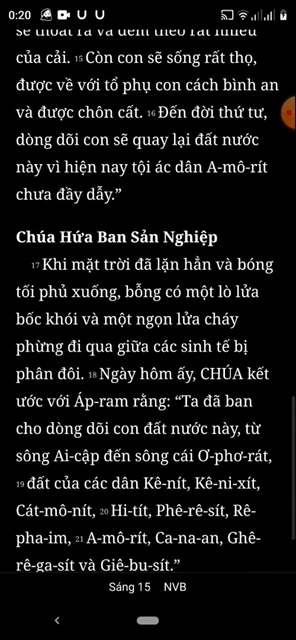 0:20
sẽ thoát ra và đem theo rất nhiều
của cải. 15 Còn con sẽ sống rất thọ,
được về với tổ phụ con cách bình an
và được chôn cất. 16 Đến đời thứ tư,
dòng dõi con sẽ quay lại đất nước
này vì hiện nay tội ác dân A-mô-rít
chưa đầy dẫy.”
Chúa Hứa Ban Sản Nghiệp
17 Khi mặt trời đã lặn hẳn và bóng
tối phủ xuống, bỗng có một lò lửa
bốc khói và một ngọn lửa cháy
phừng đi qua giữa các sinh tế bị
phân đôi. 18 Ngày hôm ấy, CHÚA kết
ước với Áp-ram rằng: “Ta đã ban
cho dòng dõi con đất nước này, từ
sông Ai-cập đến sông cái Ơ-phơ-rát,
19 đất của các dân Kê-nít, Kê-ni-xít,
Cát-mô-nít, 20 Hi-tít, Phê-rê-sít, Rê-
pha-im, 21 A-mô-rít, Ca-na-an, Ghê-
rê-ga-sít và Giê-bu-sít.”
Sáng 15 NVB